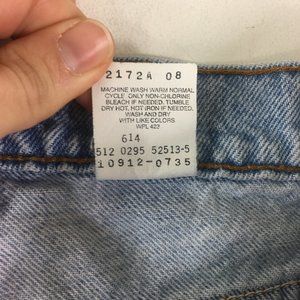 2172A 08
MACHINE WASH WARM NORMAL
CYCLE. ONLY NON-CHLORINE
BLEACH IF NEEDED. TUMBLE
DRY HOT. HOT IRON IF NEEDED.
WASH AND DRY
WITH LIKE COLORS
WPL 423
614
512 0295 52513-5
10912-0735